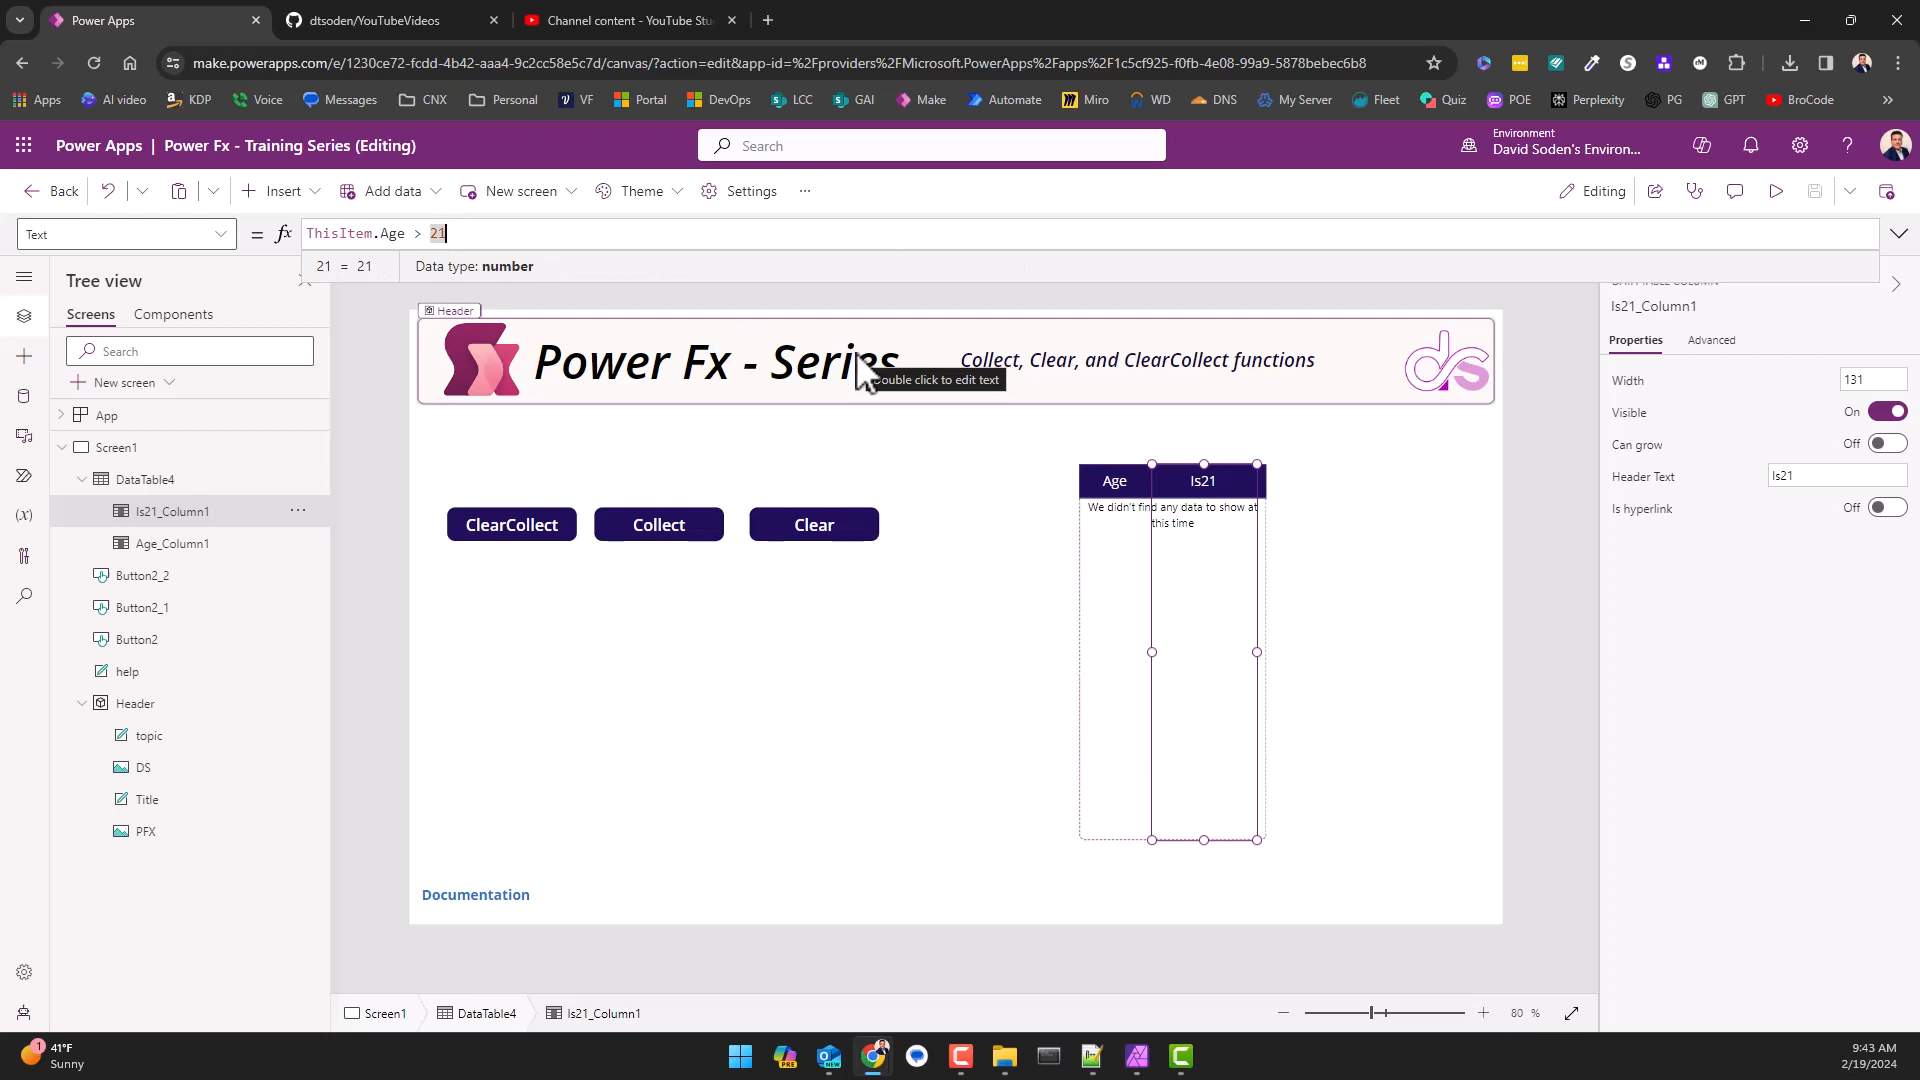 Power Apps
dtsoden/YouTubeVideos
Channel content - YouTube Stu
make.powerapps.com/e/1230ce72-fcdd-4b42-aaa4-9c2cc58e5c7d/canvas/?action=edit&app-id=%2Fproviders%2FMicrosoft.PowerApps%2Fapps%2F1c5cf925-f0fb-4e08-99a9-5878bebec6b8
Apps AI video KDP Voice Messages CNX Personal VF Portal DevOps LCC GAI Make Automate Miro WD DNS My Server Fleet Quiz POE Perplexity PG GPT BroCode
Power Apps | Power Fx - Training Series (Editing)
Search
Environment
David Soden's Environ...
Back Insert Add data New screen Theme Settings Editing
Text = fx ThisItem.Age > 21
21 = 21 Data type: number
Tree view
Screens Components
Search
New screen
App
Screen1
DataTable4
Is21_Column1
Age_Column1
Button2_2
Button2_1
Button2
help
Header
topic
DS
Title
PFX
Header
Power Fx - Series
Collect, Clear, and ClearCollect functions
Double click to edit text
ClearCollect Collect Clear
Age Is21
We didn't find any data to show at
this time
Documentation
Is21_Column1
Properties Advanced
Width 131
Visible On
Can grow Off
Header Text Is21
Is hyperlink Off
Screen1 DataTable4 Is21_Column1
80 %
1
41°F
Sunny
9:43 AM
2/19/2024